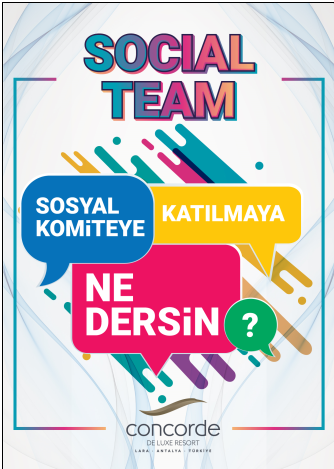 SOCIAL
TEAM
SOSYAL
KOMİTEYE
KATILMAYA
NE
DERSİN
?
concorde
DE LUXE RESORT
LARA - ANTALYA - TÜRKİYE